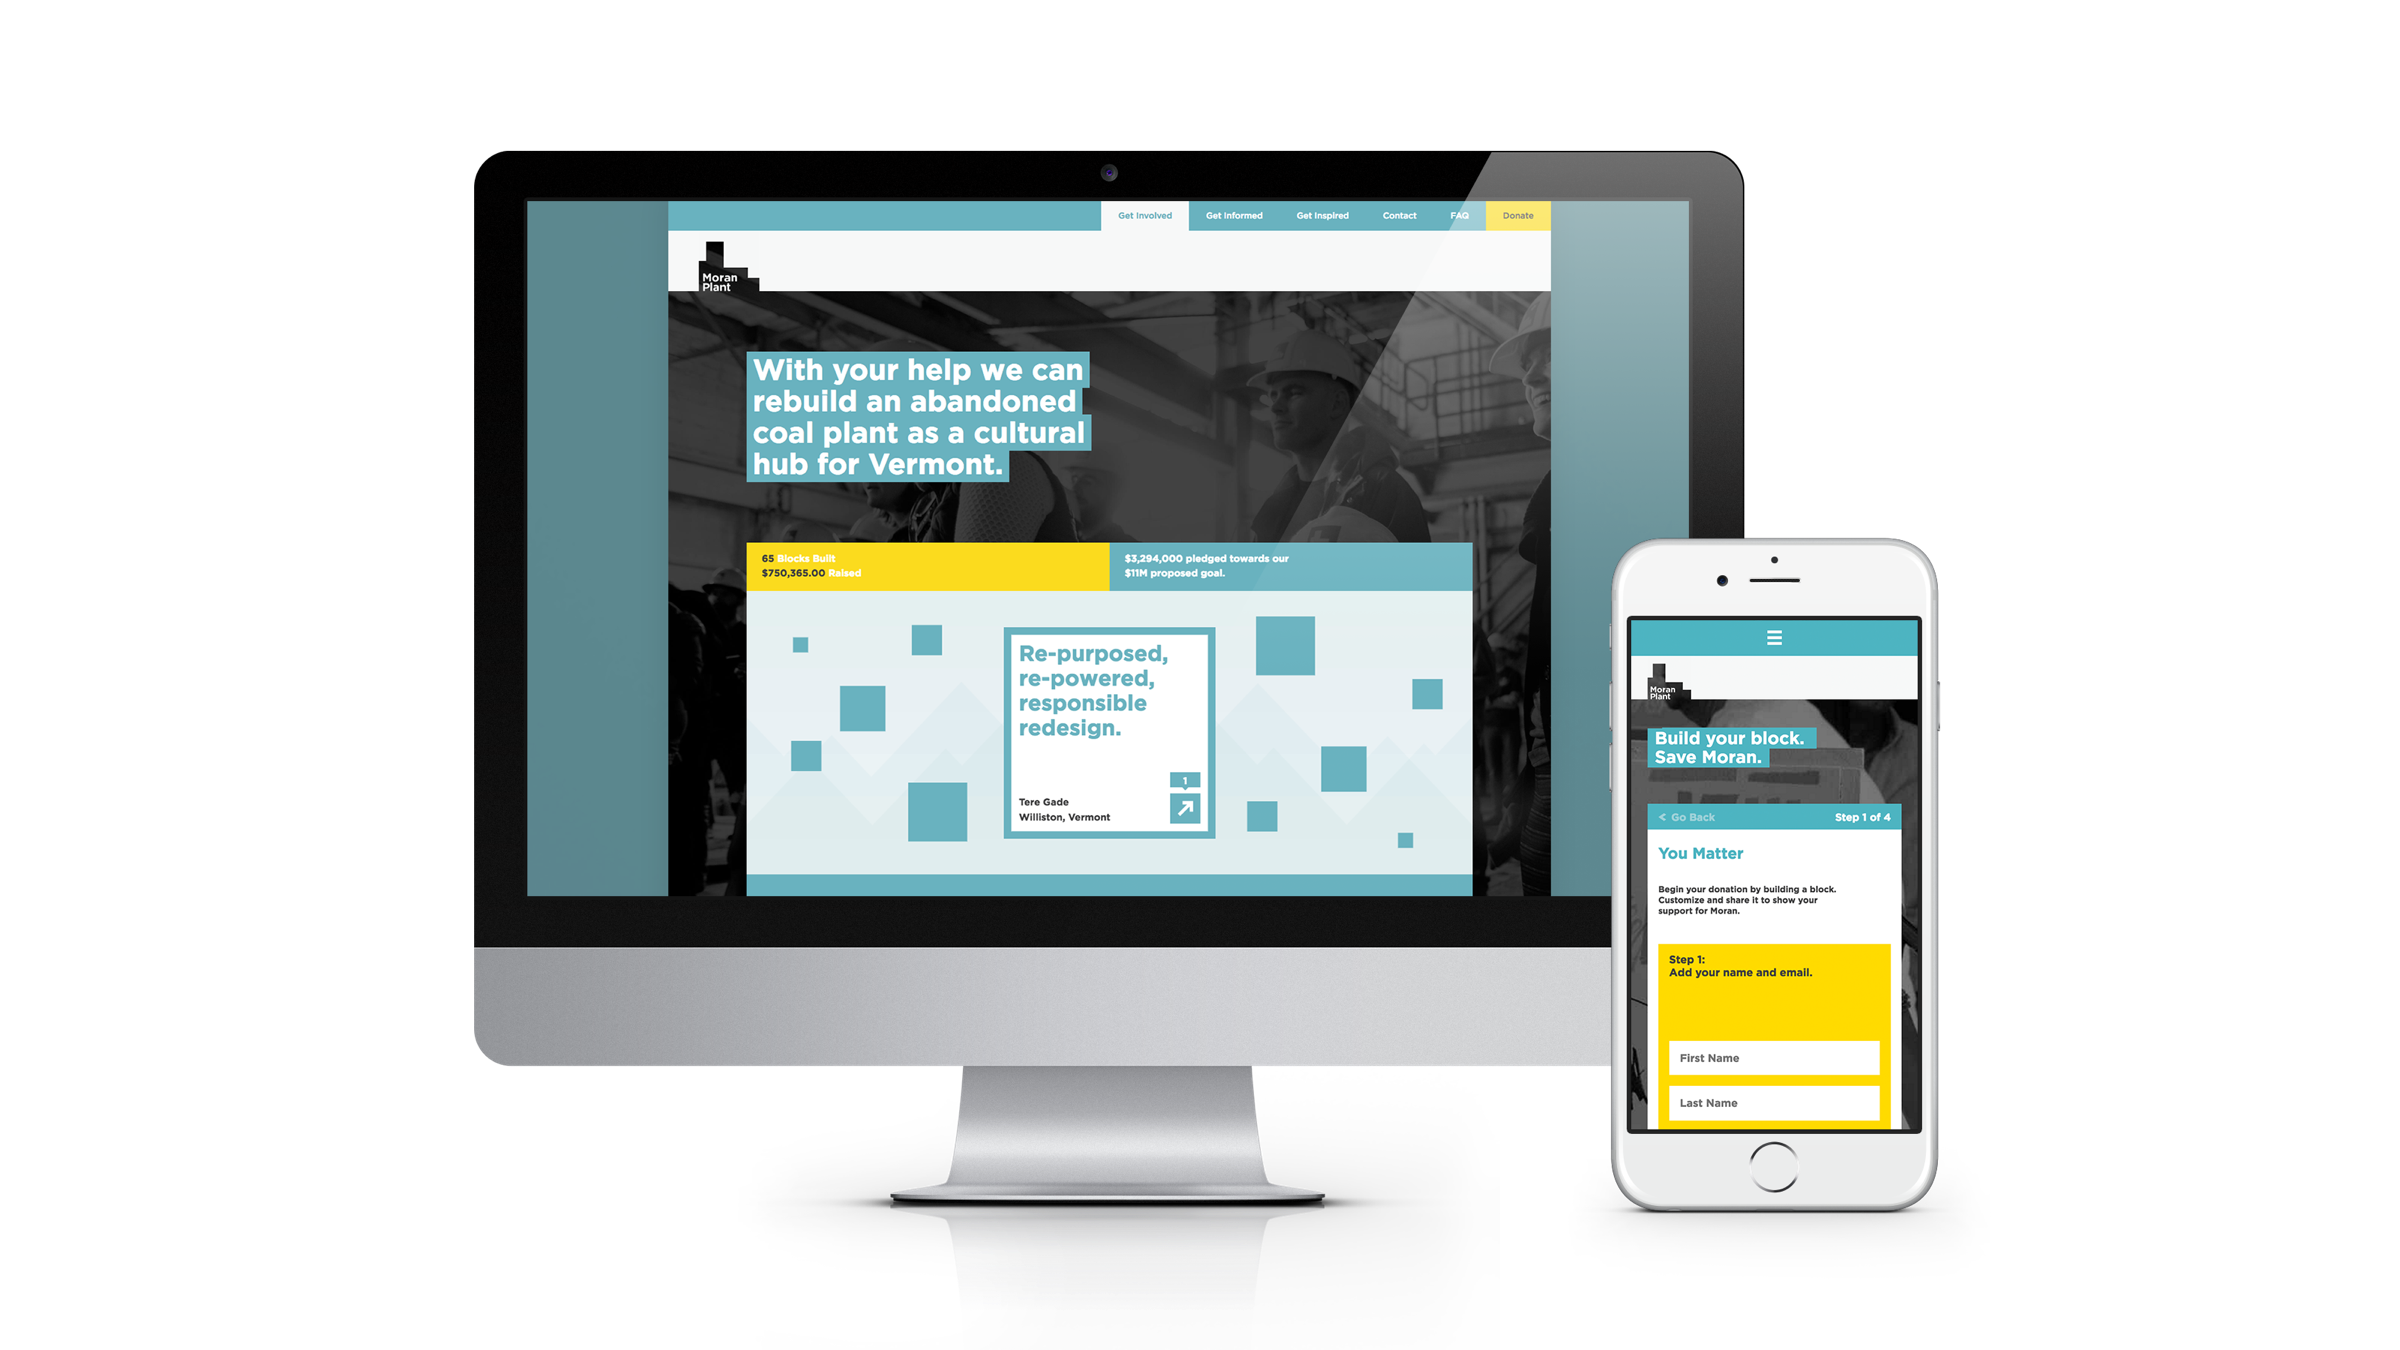 Get Involved
Get Informed
Get Inspired
Contact
FAQ
Donate
Moran
Plant
With your help we can
rebuild an abandoned
coal plant as a cultural
hub for Vermont.
65 Blocks Built
$750,365.00 Raised
$3,294,000 pledged towards our
$11M proposed goal.
Re-purposed,
re-powered,
responsible
redesign.
1
Tere Gade
Williston, Vermont
Moran
Plant
Build your block.
Save Moran.
< Go Back
Step 1 of 4
You Matter
Begin your donation by building a block.
Customize and share it to show your
support for Moran.
Step 1:
Add your name and email.
First Name
Last Name